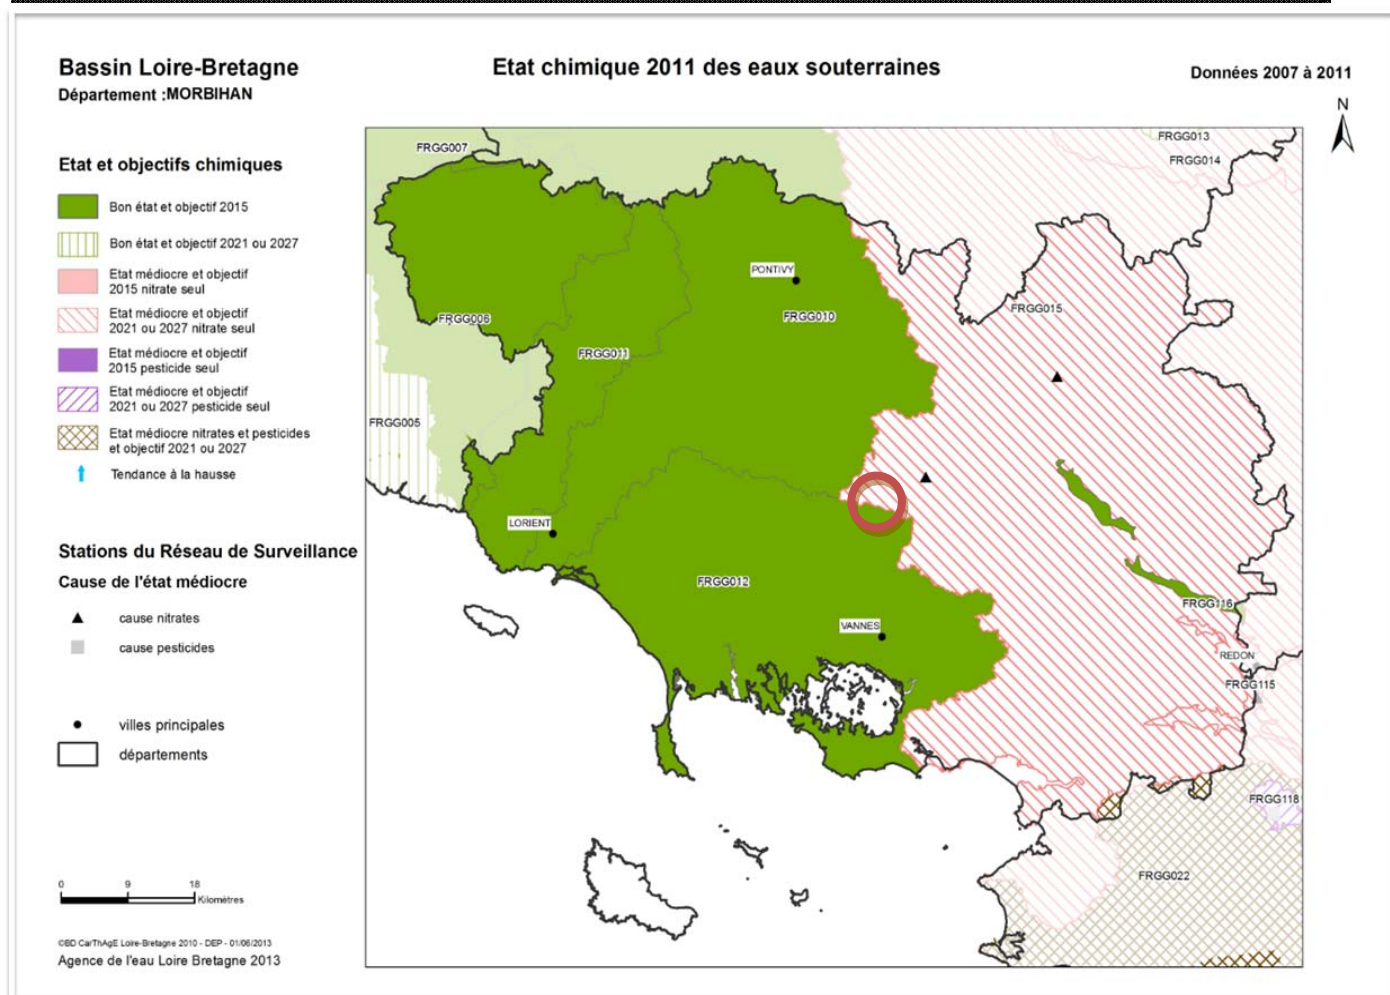 Bassin Loire-Bretagne
Département :MORBIHAN
Etat chimique 2011 des eaux souterraines
Données 2007 à 2011
N
Etat et objectifs chimiques
Bon état et objectif 2015
Bon état et objectif 2021 ou 2027
Etat médiocre et objectif
2015 nitrate seul
Etat médiocre et objectif
2021 ou 2027 nitrate seul
Etat médiocre et objectif
2015 pesticide seul
Etat médiocre et objectif
2021 ou 2027 pesticide seul
Etat médiocre nitrates et pesticides
et objectif 2021 ou 2027
Tendance à la hausse
Stations du Réseau de Surveillance
Cause de l'état médiocre
cause nitrates
cause pesticides
villes principales
départements
0 9 18
Kilomètres
©BD CarThAgE Loire-Bretagne 2010 - DEP - 01/06/2013
Agence de l'eau Loire Bretagne 2013
FRGG007
FRGG013
FRGG014
PONTIVY
FRGG015
FRGG006
FRGG010
FRGG011
FRGG005
LORIENT
FRGG012
FRGG116
VANNES
REDON
FRGG115
FRGG118
FRGG022